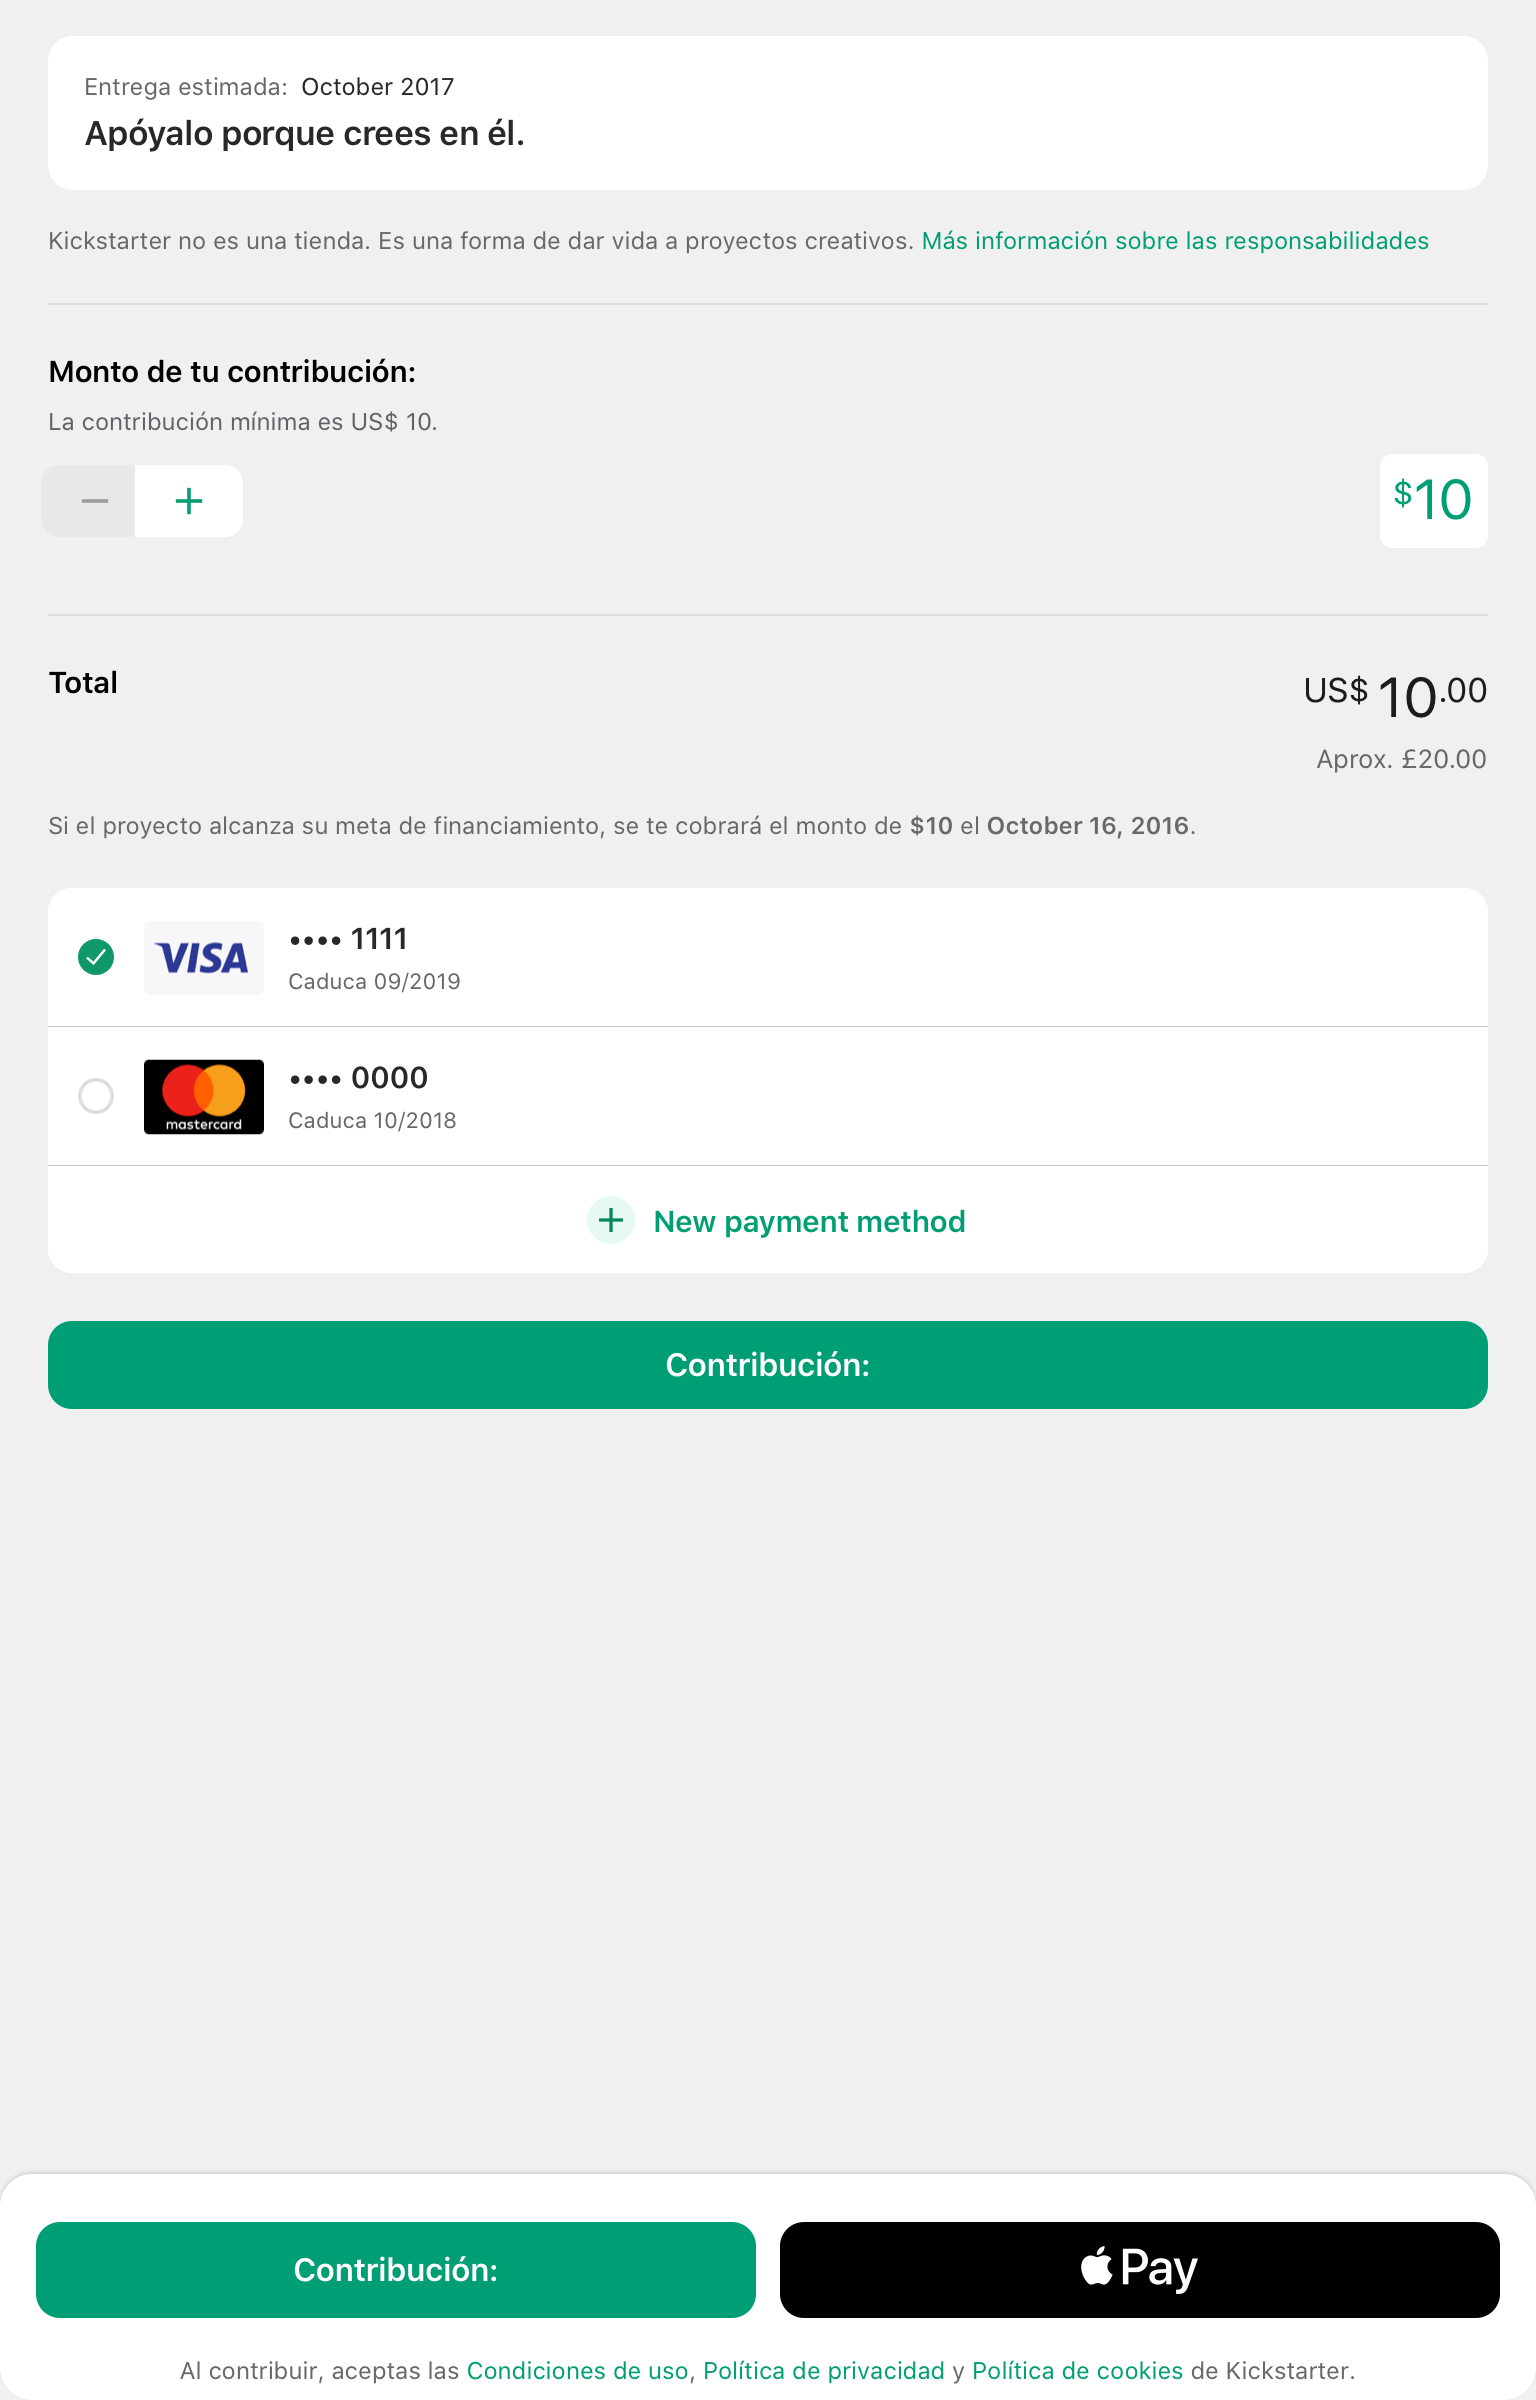 Entrega estimada: October 2017
Apóyalo porque crees en él.
Kickstarter no es una tienda. Es una forma de dar vida a proyectos creativos. Más información sobre las responsabilidades
Monto de tu contribución:
La contribución mínima es US$ 10.
$10
Total
US$ 10.00
Aprox. £20.00
Si el proyecto alcanza su meta de financiamiento, se te cobrará el monto de $10 el October 16, 2016.
VISA
•••• 1111
Caduca 09/2019
mastercard
•••• 0000
Caduca 10/2018
New payment method
Contribución:
Contribución:
Pay
Al contribuir, aceptas las Condiciones de uso, Política de privacidad y Política de cookies de Kickstarter.